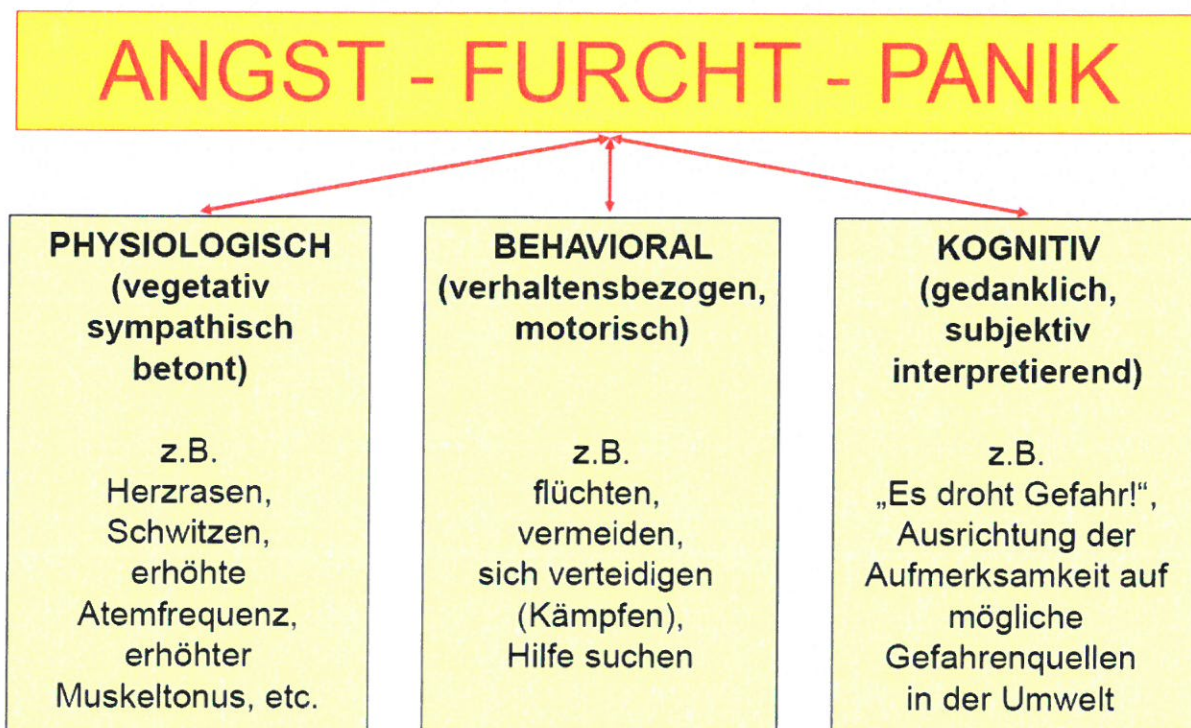 ANGST - FURCHT - PANIK
PHYSIOLOGISCH
(vegetativ
sympathisch
betont)
z.B.
Herzrasen,
Schwitzen,
erhöhte
Atemfrequenz,
erhöhter
Muskeltonus, etc.
BEHAVIORAL
(verhaltensbezogen,
motorisch)
z.B.
flüchten,
vermeiden,
sich verteidigen
(Kämpfen),
Hilfe suchen
KOGNITIV
(gedanklich,
subjektiv
interpretierend)
z.B.
„Es droht Gefahr!“,
Ausrichtung der
Aufmerksamkeit auf
mögliche
Gefahrenquellen
in der Umwelt